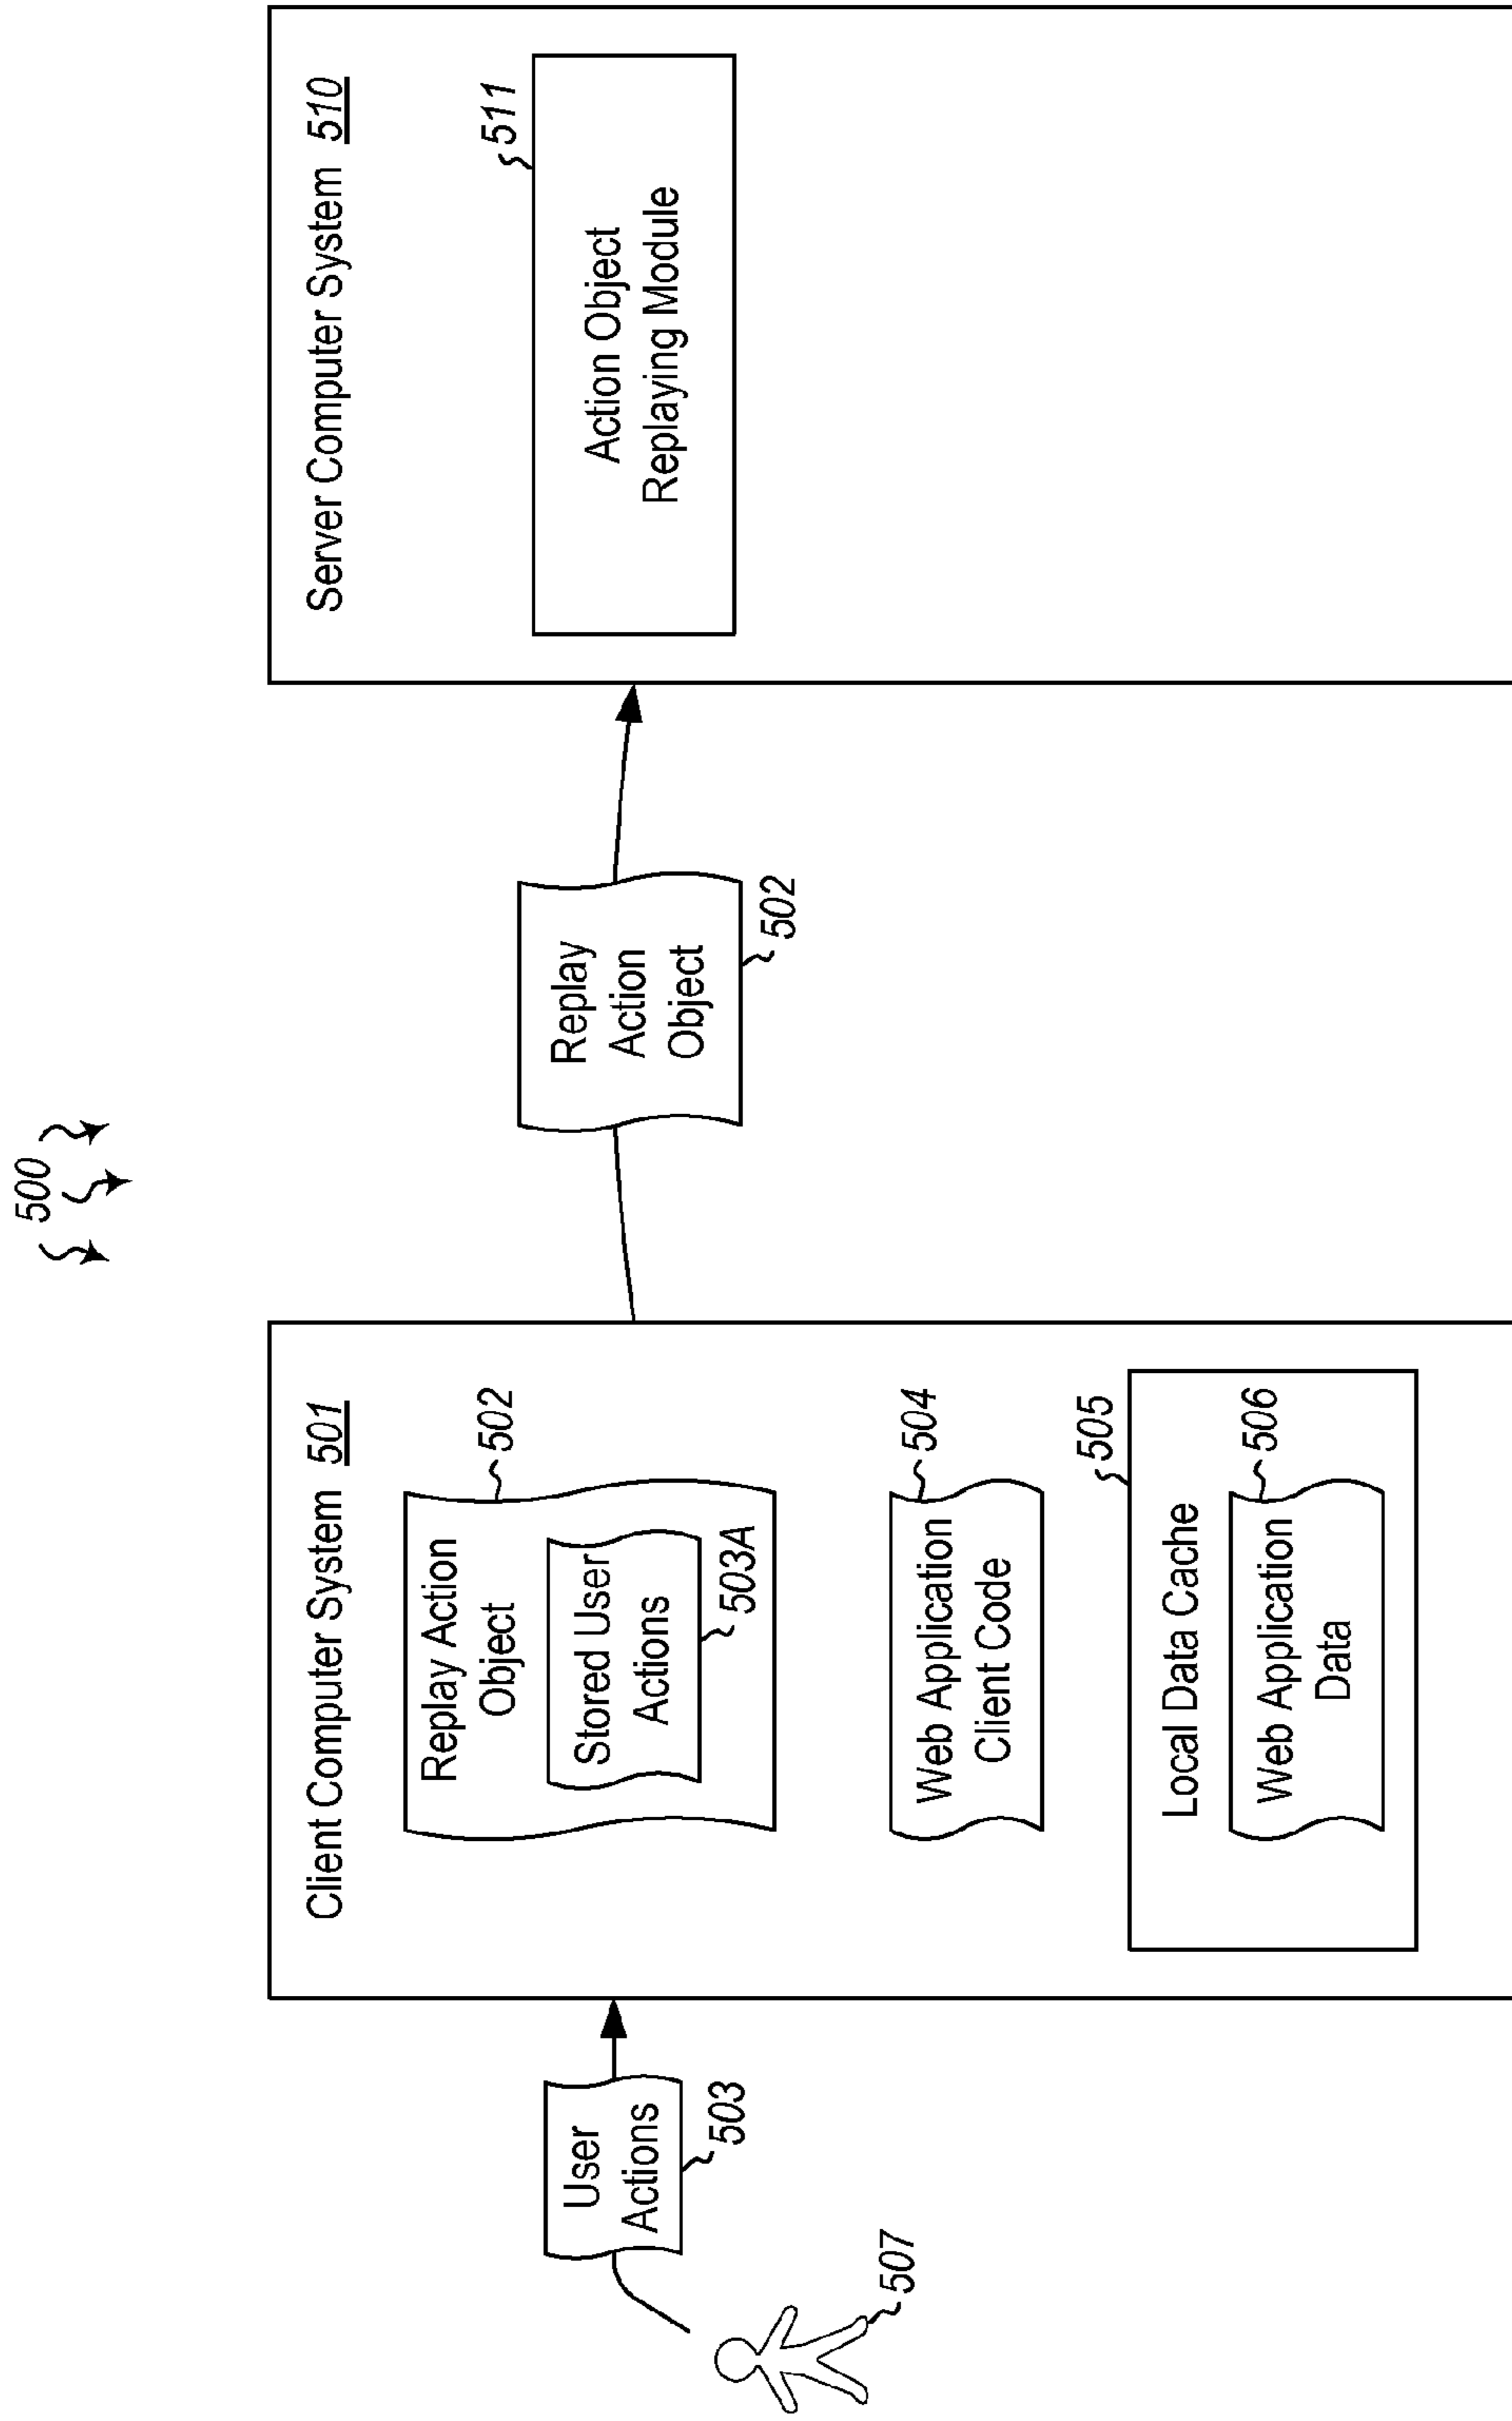 500
Client Computer System 501
Server Computer System 510
User
Actions
503
507
Replay Action
Object
502
Stored User
Actions
503A
Web Application
Client Code
504
505
Local Data Cache
Web Application
Data
506
Replay
Action
Object
502
511
Action Object
Replaying Module